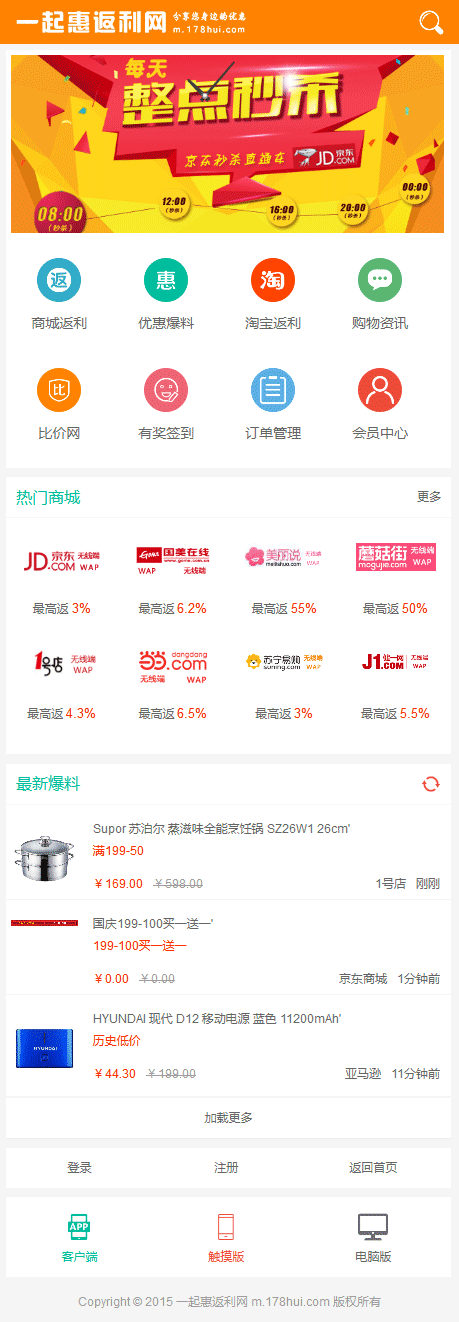 一起惠返利网 分享您身边的优惠
m.178hui.com
每天
整点秒杀
京东秒杀直通车 JD京东
JD.COM
08:00
(秒杀)
12:00
(秒杀)
16:00
(秒杀)
20:00
(秒杀)
00:00
(秒杀)
返 惠 淘
商城返利 优惠爆料 淘宝返利 购物资讯
比
比价网 有奖签到 订单管理 会员中心
热门商城 更多
JD京东 无线端
JD.COM WAP
Gome 国美在线
www.gome.com.cn
WAP 无线端
美丽说 无线端
meilishuo.com WAP
蘑菇街 无线端
mogujie.com WAP
最高返 3% 最高返 6.2% 最高返 55% 最高返 50%
1号店 无线端
WAP
当当 dangdang
.com
无线端 WAP
苏宁易购 无线端
suning.com WAP
J1健一网 无线端
J1.COM WAP
最高返 4.3% 最高返 6.5% 最高返 3% 最高返 5.5%
最新爆料
Supor 苏泊尔 蒸滋味全能烹饪锅 SZ26W1 26cm'
满199-50
¥ 169.00 ¥ 598.00 1号店 刚刚
国庆199-100买一送一'
199-100买一送一
¥ 0.00 ¥ 0.00 京东商城 1分钟前
HYUNDAI 现代 D12 移动电源 蓝色 11200mAh'
HYUNDAI
历史低价
¥ 44.30 ¥ 199.00 亚马逊 11分钟前
加载更多
登录 注册 返回首页
APP
客户端 触摸版 电脑版
Copyright © 2015 一起惠返利网 m.178hui.com 版权所有